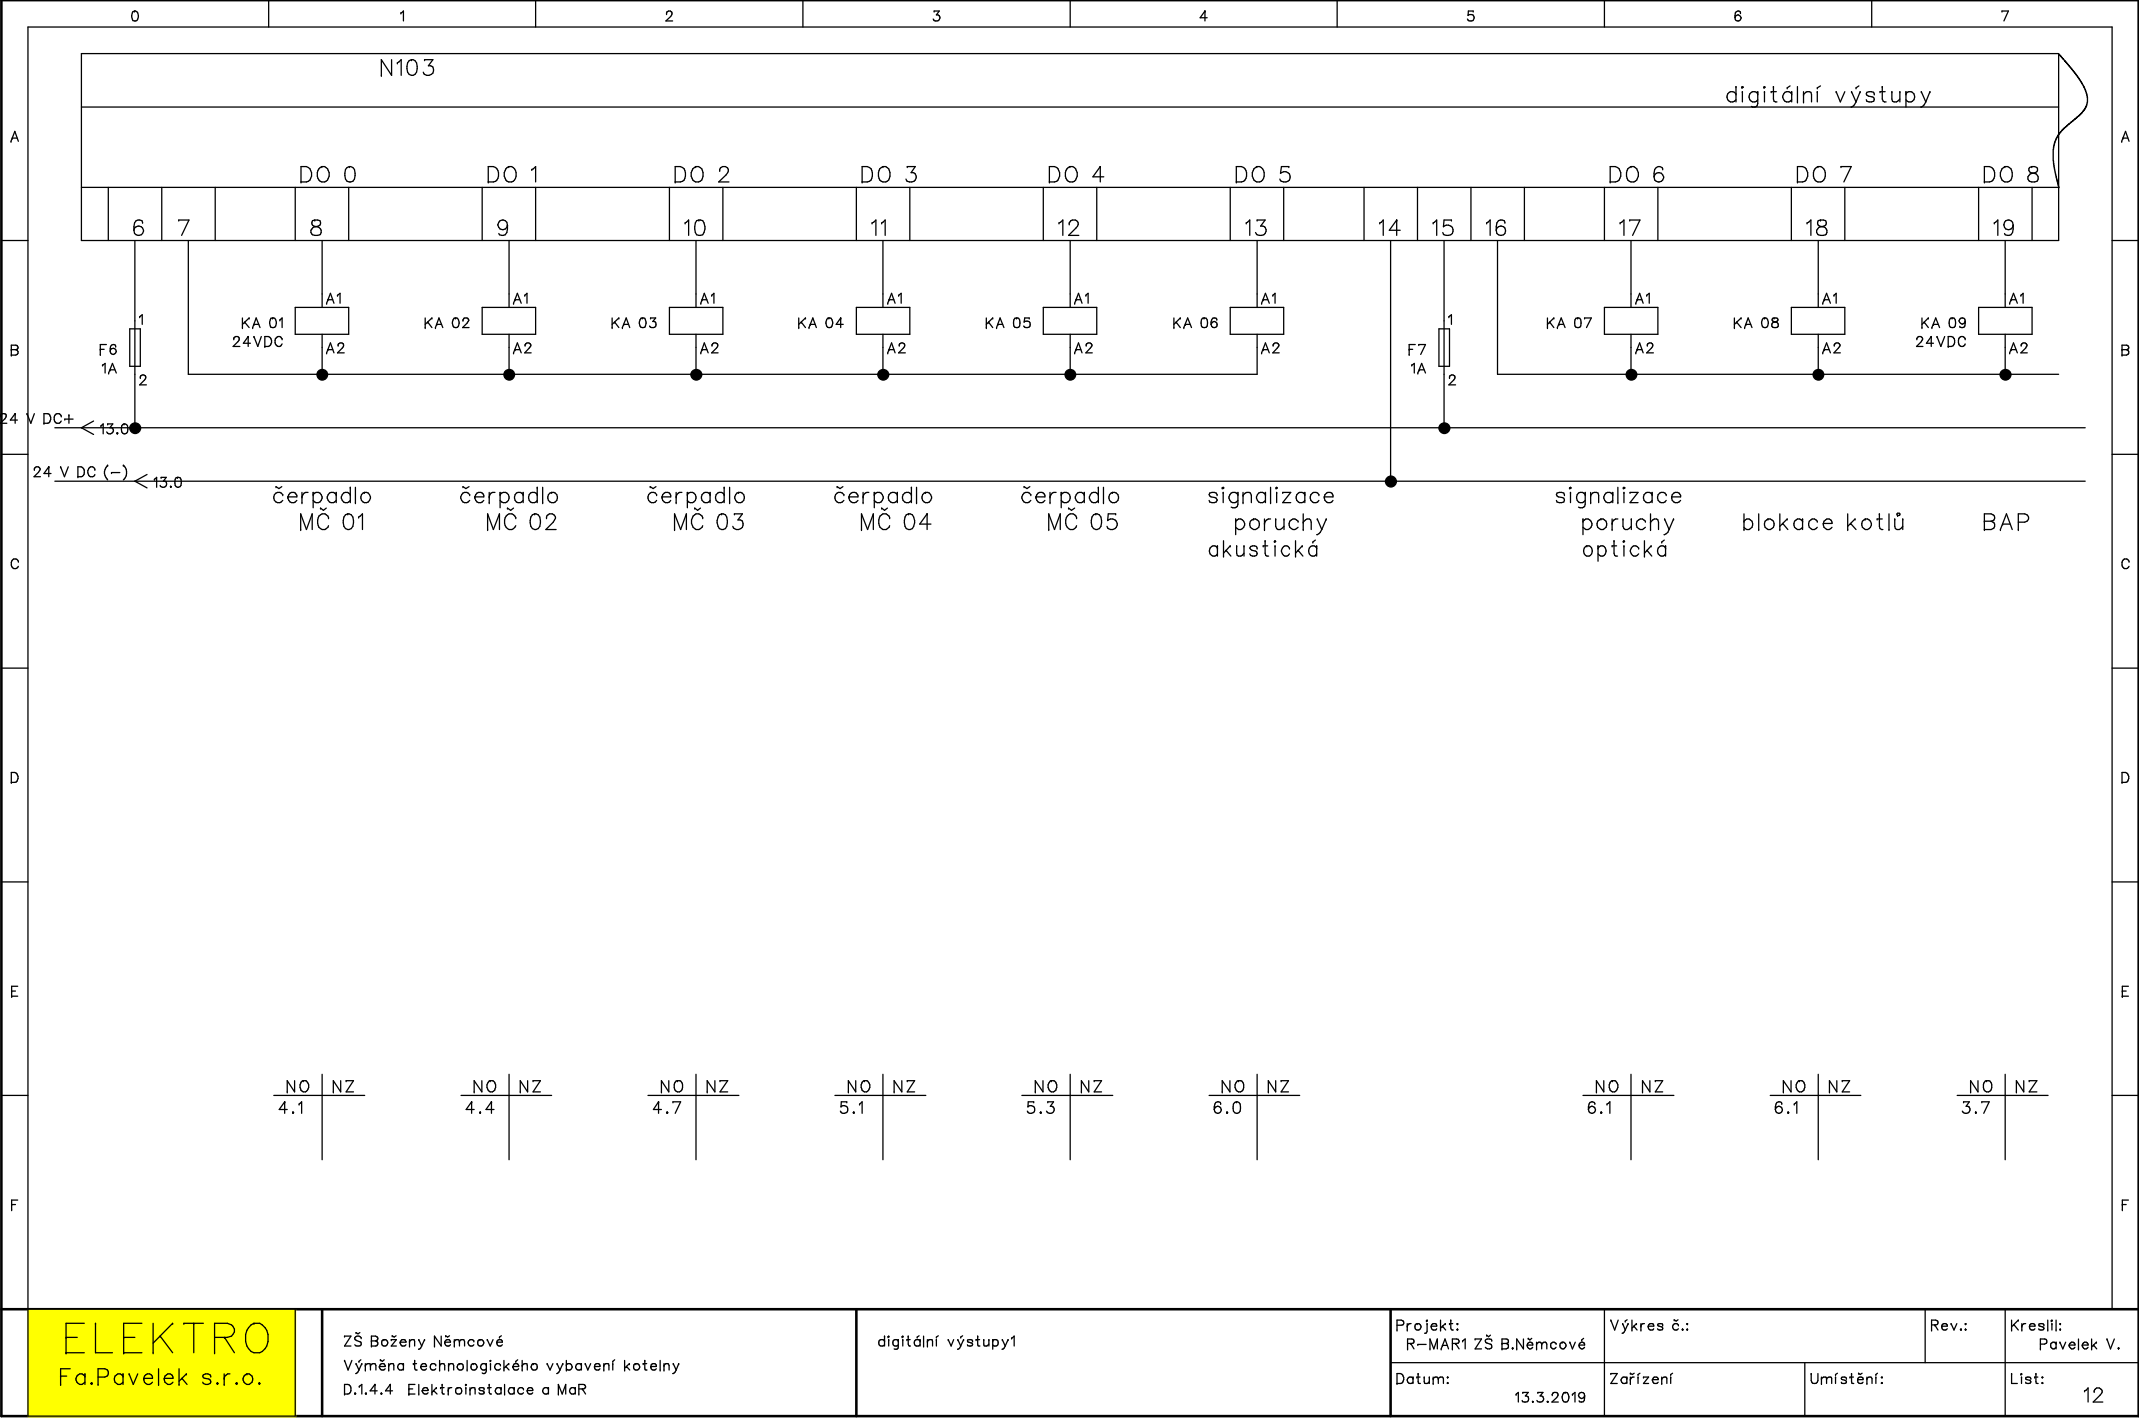 0 1 2 3 4 5 6 7
N103
digitální výstupy
A A
DO 0 DO 1 DO 2 DO 3 DO 4 DO 5 DO 6 DO 7 DO 8
6 7 8 9 10 11 12 13 14 15 16 17 18 19
A1 A1 A1 A1 A1 A1 A1 A1 A1
1 1
KA 01 KA 02 KA 03 KA 04 KA 05 KA 06 KA 07 KA 08 KA 09
24VDC 24VDC
B F6 A2 A2 A2 A2 A2 A2 F7 A2 A2 A2 B
1A 1A
2 2
24 V DC+ 13.0
24 V DC (-) 13.0
čerpadlo čerpadlo čerpadlo čerpadlo čerpadlo signalizace signalizace
MČ 01 MČ 02 MČ 03 MČ 04 MČ 05 poruchy poruchy blokace kotlů BAP
akustická optická
C C
D D
E E
NO NZ NO NZ NO NZ NO NZ NO NZ NO NZ NO NZ NO NZ NO NZ
4.1 4.4 4.7 5.1 5.3 6.0 6.1 6.1 3.7
F F
ELEKTRO
Fa.Pavelek s.r.o.
ZŠ Boženy Němcové
Výměna technologického vybavení kotelny
D.1.4.4 Elektroinstalace a MaR
digitální výstupy1
Projekt:
R-MAR1 ZŠ B.Němcové
Výkres č.:
Rev.:
Kreslil:
Pavelek V.
Datum:
13.3.2019
Zařízení
Umístění:
List:
12